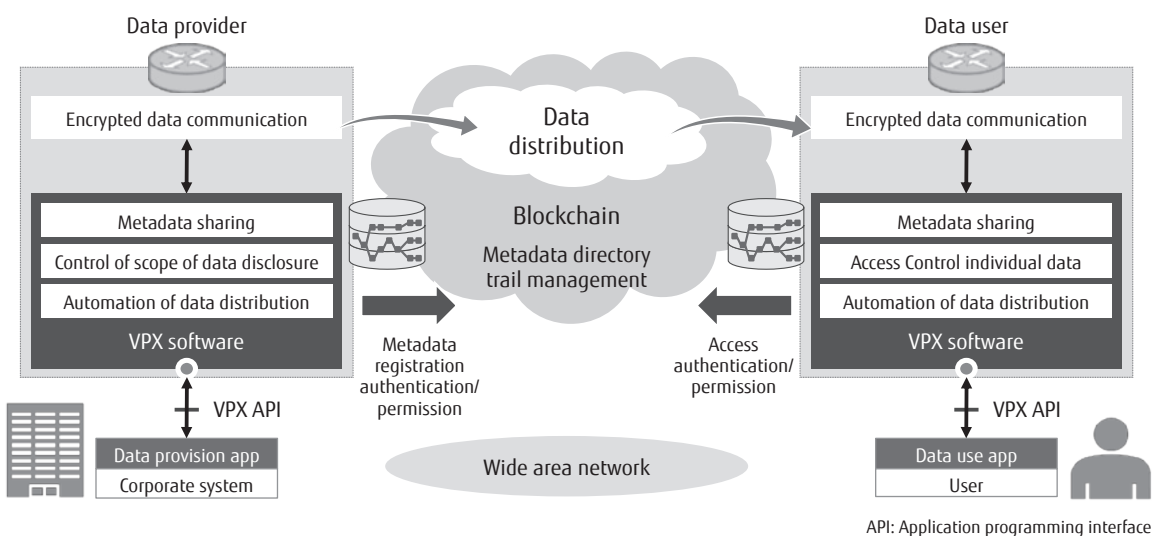 Data provider
Encrypted data communication
Metadata sharing
Control of scope of data disclosure
Automation of data distribution
VPX software
VPX API
Data provision app
Corporate system
Data
distribution
Blockchain
Metadata directory
trail management
Metadata
registration
authentication/
permission
Access
authentication/
permission
Wide area network
Data user
Encrypted data communication
Metadata sharing
Access Control individual data
Automation of data distribution
VPX software
VPX API
Data use app
User
API: Application programming interface